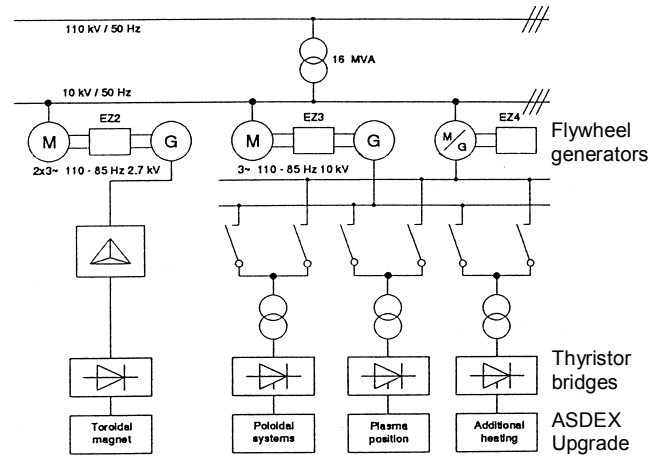 110 kV / 50 Hz
16 MVA
10 kV / 50 Hz
EZ2
EZ3
EZ4
M
G
M
G
M/G
Flywheel
generators
2x3~ 110 - 85 Hz 2.7 kV
3~ 110 - 85 Hz 10 kV
Thyristor
bridges
Toroidal
magnet
Poloidal
systems
Plasma
position
Additional
heating
ASDEX
Upgrade